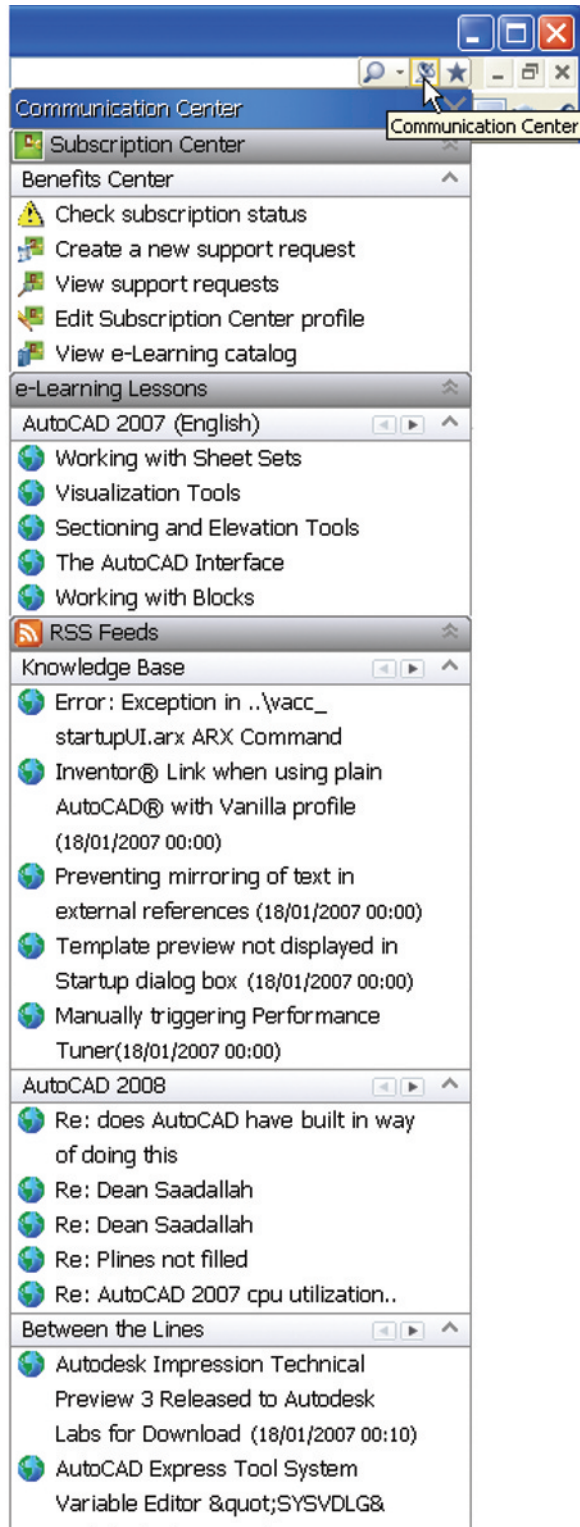 Communication Center
Communication Center
Subscription Center
Benefits Center
Check subscription status
Create a new support request
View support requests
Edit Subscription Center profile
View e-Learning catalog
e-Learning Lessons
AutoCAD 2007 (English)
Working with Sheet Sets
Visualization Tools
Sectioning and Elevation Tools
The AutoCAD Interface
Working with Blocks
RSS Feeds
Knowledge Base
Error: Exception in ..\vacc_
startupUI.arx ARX Command
Inventor® Link when using plain
AutoCAD® with Vanilla profile
(18/01/2007 00:00)
Preventing mirroring of text in
external references (18/01/2007 00:00)
Template preview not displayed in
Startup dialog box (18/01/2007 00:00)
Manually triggering Performance
Tuner(18/01/2007 00:00)
AutoCAD 2008
Re: does AutoCAD have built in way
of doing this
Re: Dean Saadallah
Re: Dean Saadallah
Re: Plines not filled
Re: AutoCAD 2007 cpu utilization..
Between the Lines
Autodesk Impression Technical
Preview 3 Released to Autodesk
Labs for Download (18/01/2007 00:10)
AutoCAD Express Tool System
Variable Editor &quot;SYSVDLG&